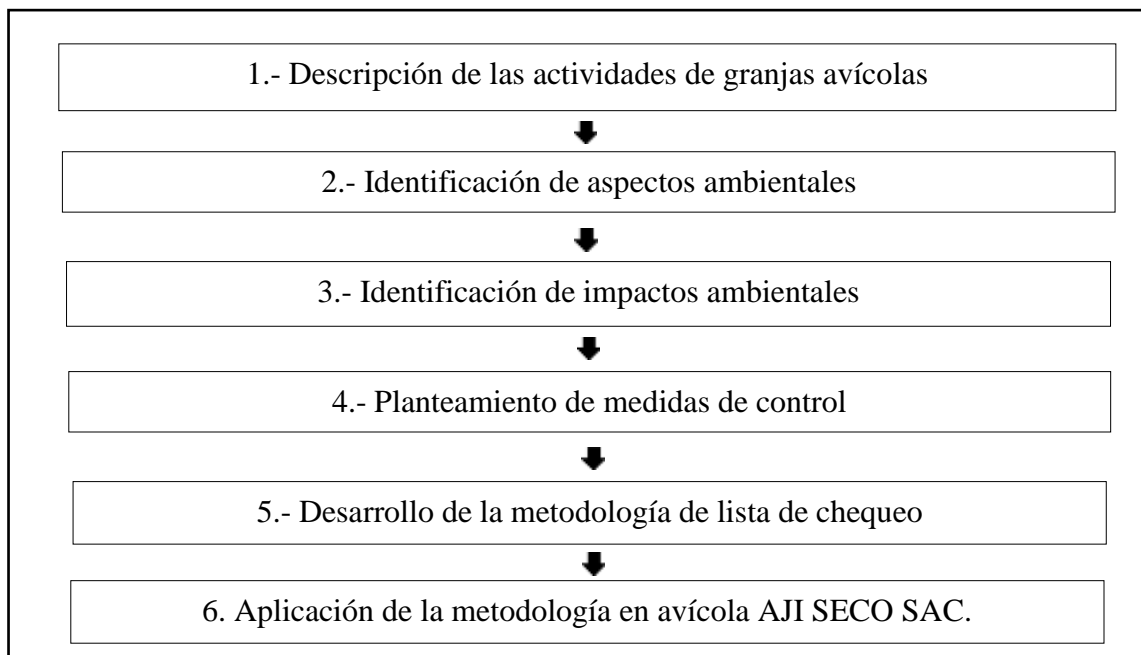 1.- Descripción de las actividades de granjas avícolas
2.- Identificación de aspectos ambientales
3.- Identificación de impactos ambientales
4.- Planteamiento de medidas de control
5.- Desarrollo de la metodología de lista de chequeo
6. Aplicación de la metodología en avícola AJI SECO SAC.